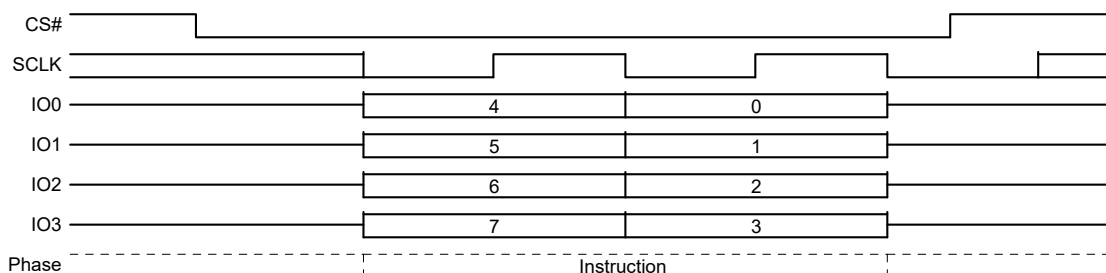 CS#
SCLK
IO0 4 0
IO1 5 1
IO2 6 2
IO3 7 3
Phase Instruction